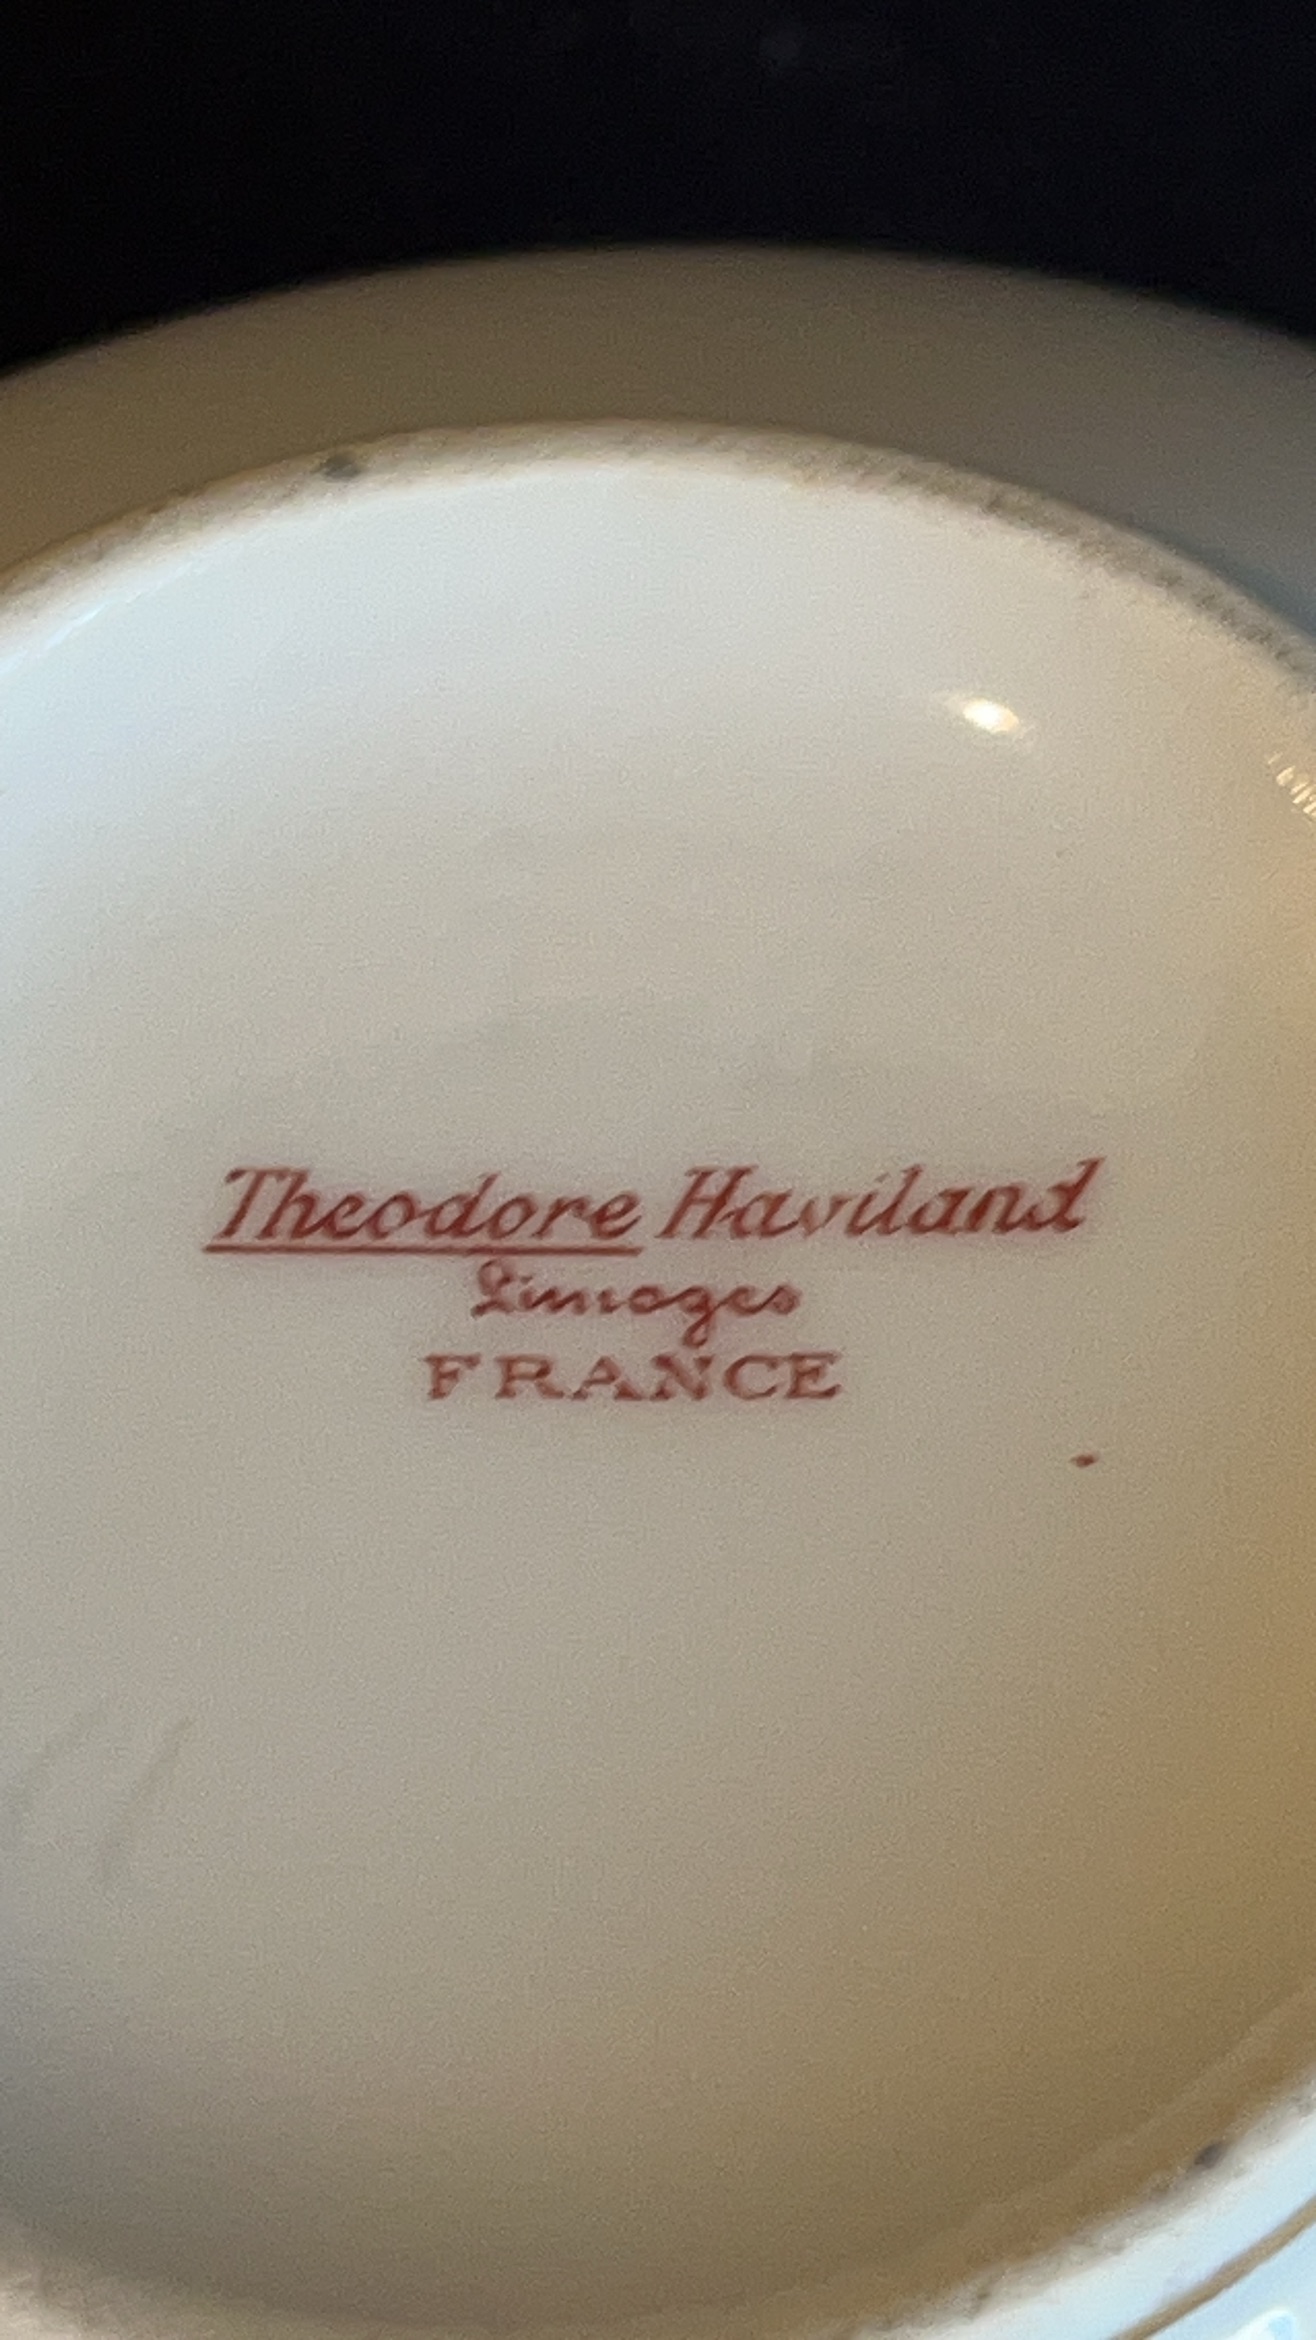 Theodore Haviland
Limoges
FRANCE